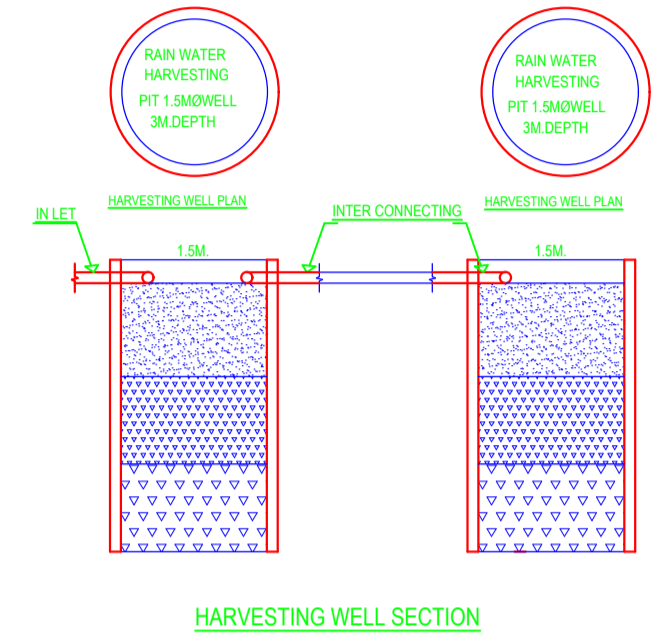 RAIN WATER
HARVESTING
PIT 1.5MØWELL
3M.DEPTH
RAIN WATER
HARVESTING
PIT 1.5MØWELL
3M.DEPTH
HARVESTING WELL PLAN
HARVESTING WELL PLAN
IN LET
INTER CONNECTING
1.5M.
1.5M.
HARVESTING WELL SECTION